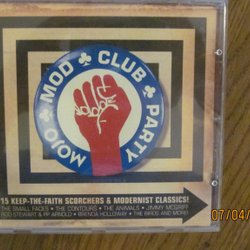 MOJO ♣ MOD ♣ CLUB ♣ PARTY
15 KEEP-THE-FAITH SCORCHERS & MODERNIST CLASSICS!
THE SMALL FACES • THE CONTOURS • THE ANIMALS • JIMMY MCGRIFF
ROD STEWART & PP ARNOLD • BRENDA HOLLOWAY • THE BIRDS AND MORE!
07/04/